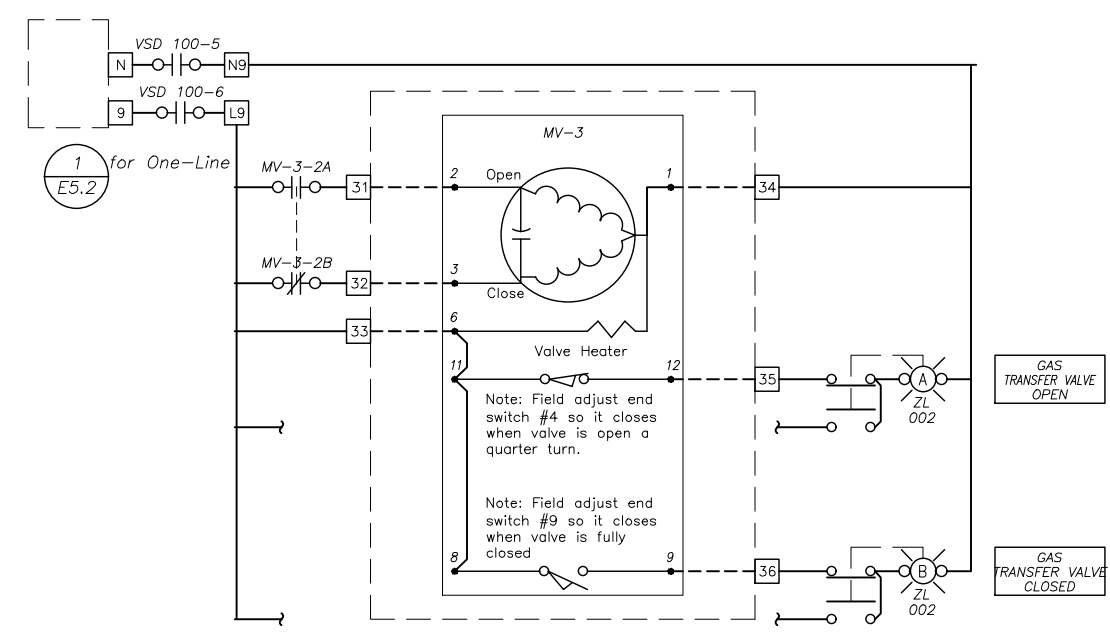 VSD 100-5
N
N9
VSD 100-6
9
L9
1
E5.2
for One-Line
MV-3
MV-3-2A
31
2
Open
1
34
MV-3-2B
32
3
Close
33
6
Valve Heater
11
12
35
A
ZL
002
GAS
TRANSFER VALVE
OPEN
Note: Field adjust end
switch #4 so it closes
when valve is open a
quarter turn.
Note: Field adjust end
switch #9 so it closes
when valve is fully
closed
8
9
36
B
ZL
002
GAS
TRANSFER VALVE
CLOSED